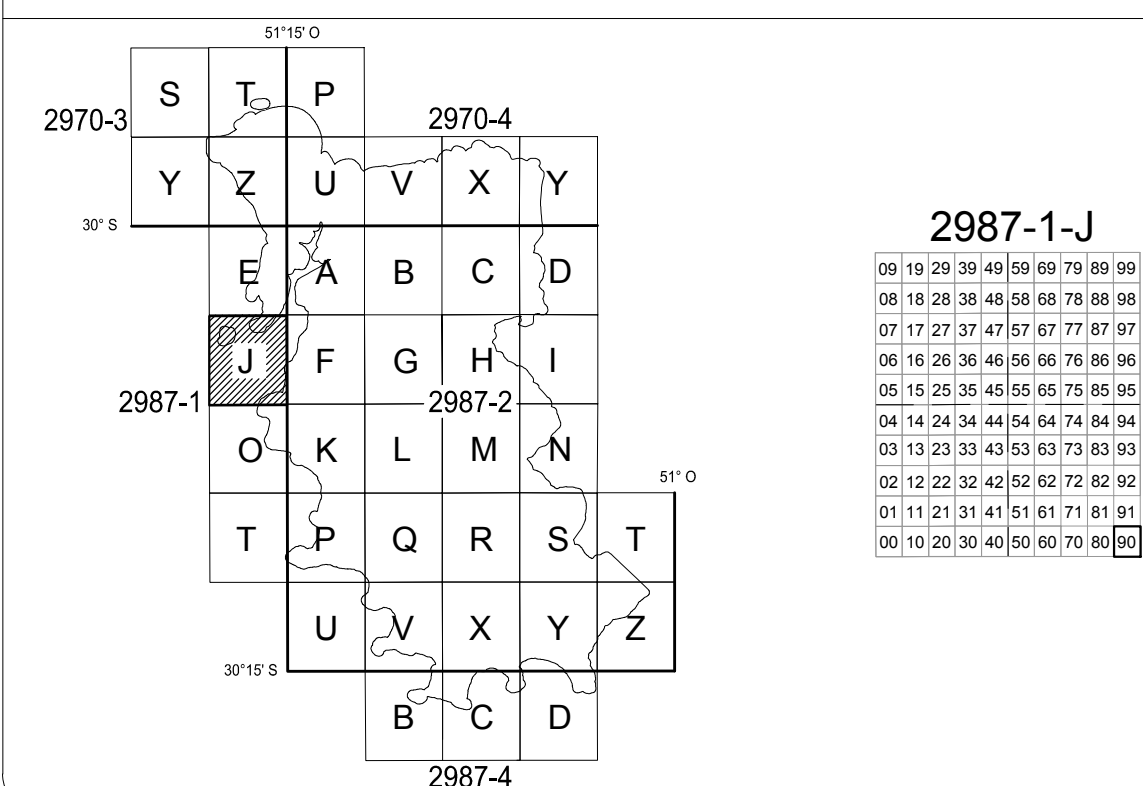 51°15' O
S T P
2970-3 2970-4
Y Z U V X Y
30° S
E A B C D
J F G H I
2987-1 2987-2
O K L M N
51° O
T P Q R S T
U V X Y Z
30°15' S
B C D
2987-4
2987-1-J
09 19 29 39 49 59 69 79 89 99
08 18 28 38 48 58 68 78 88 98
07 17 27 37 47 57 67 77 87 97
06 16 26 36 46 56 66 76 86 96
05 15 25 35 45 55 65 75 85 95
04 14 24 34 44 54 64 74 84 94
03 13 23 33 43 53 63 73 83 93
02 12 22 32 42 52 62 72 82 92
01 11 21 31 41 51 61 71 81 91
00 10 20 30 40 50 60 70 80 90